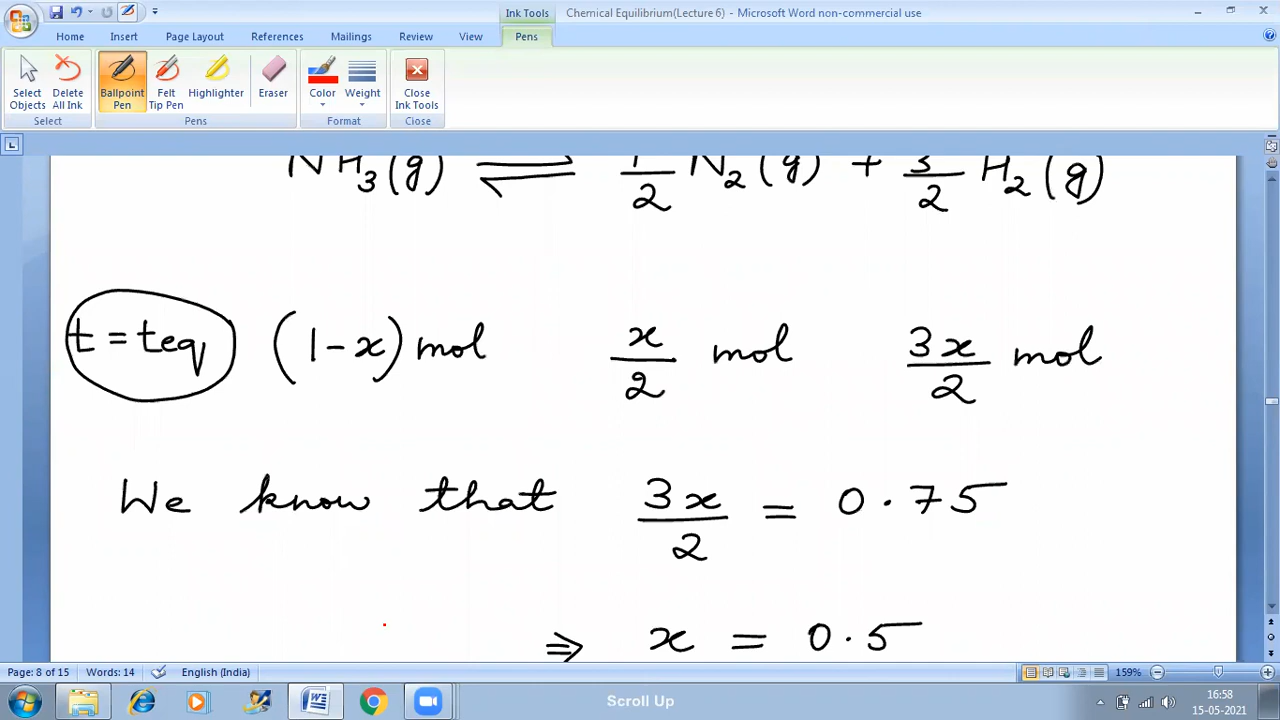 Ink Tools
Chemical Equilibrium(Lecture 6) - Microsoft Word non-commercial use
Home Insert Page Layout References Mailings Review View Pens
Select Objects
Delete All Ink
Ballpoint Pen
Felt Tip Pen
Highlighter
Eraser
Color
Weight
Close Ink Tools
Select Pens Format Close
NH₃(g) ⇌ 1/2 N₂(g) + 3/2 H₂(g)
t = teq (1-x) mol x/2 mol 3x/2 mol
We know that 3x/2 = 0.75
⇒ x = 0.5
Page: 8 of 15 Words: 14 English (India) 159%
Scroll Up
16:58
15-05-2021